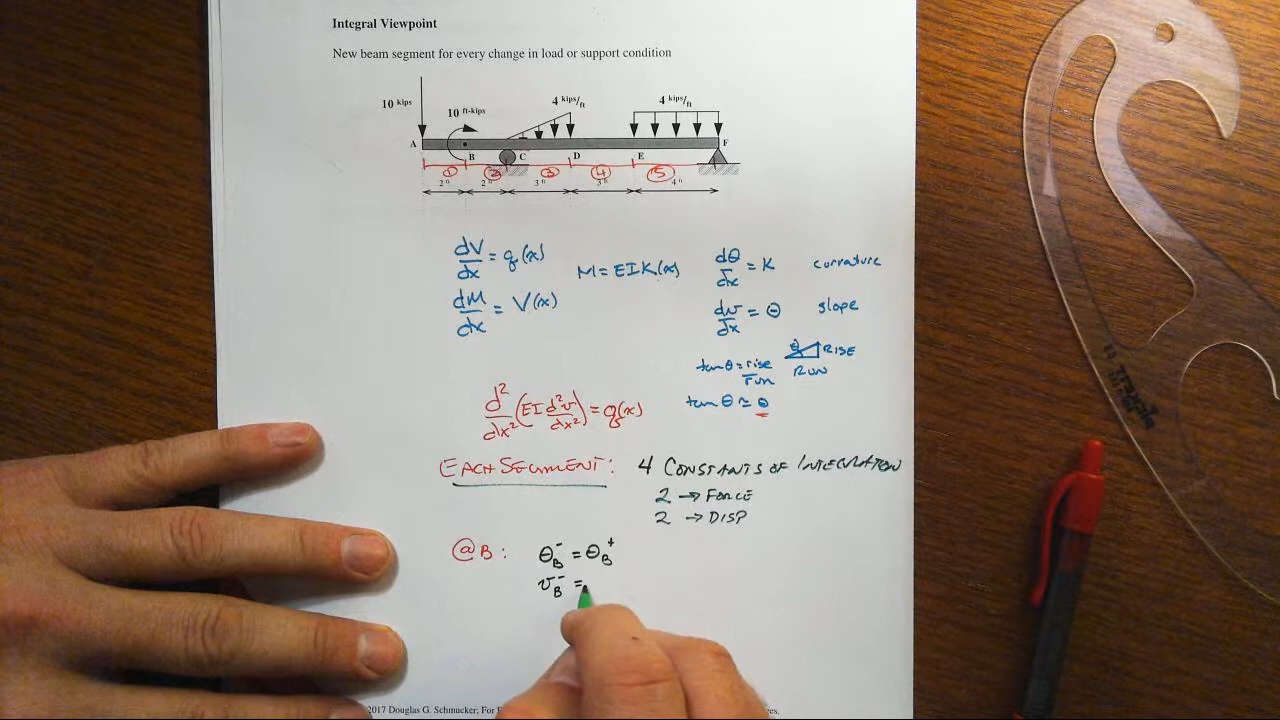 Integral Viewpoint
New beam segment for every change in load or support condition
10 kips
10 ft-kips
4 kips/ft
4 kips/ft
A B C D E F
1 2 3 4 5
2 ft 2 ft 3 ft 3 ft 4 ft
dV/dx = q(x)
M = EIK(x)
dθ/dx = K curvature
dM/dx = V(x)
dv/dx = θ slope
θ RISE
RUN
tan θ = rise/run
tan θ ≈ θ
d²/dx² (EI d²v/dx²) = q(x)
EACH SEGMENT: 4 CONSTANTS OF INTEGRATION
2 → FORCE
2 → DISP
@B: θB⁻ = θB⁺
vB⁻ =
2017 Douglas G. Schmucker; For